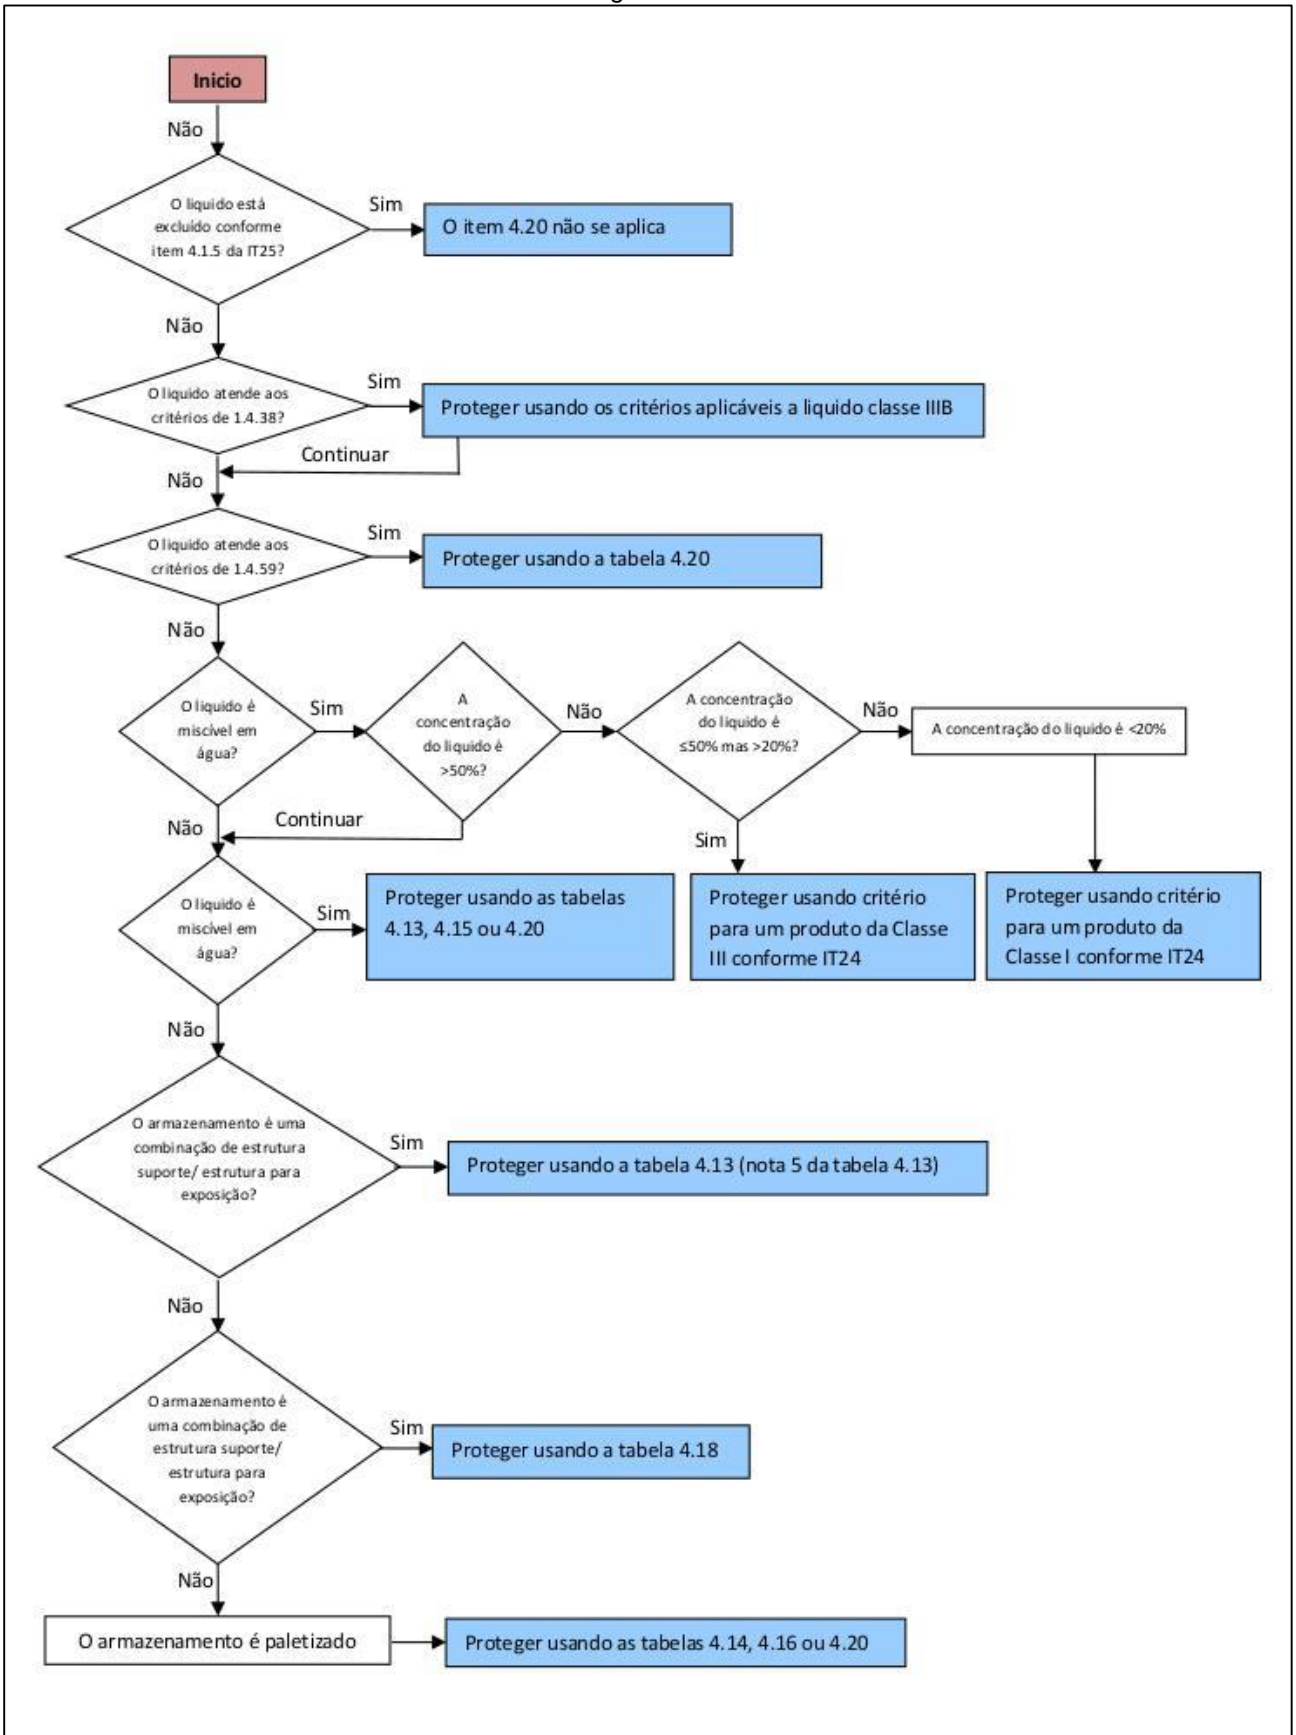 Inicio
Não
O liquido está
excluído conforme
item 4.1.5 da IT25?
Sim
O item 4.20 não se aplica
Não
O liquido atende aos
critérios de 1.4.38?
Sim
Proteger usando os critérios aplicáveis a liquido classe IIIB
Continuar
Não
O liquido atende aos
critérios de 1.4.59?
Sim
Proteger usando a tabela 4.20
Não
O liquido é
miscível em
água?
Sim
A
concentração
do liquido é
>50%?
Não
A concentração
do liquido é
≤50% mas >20%?
Não
A concentração do liquido é <20%
Não
Continuar
Sim
O liquido é
miscível em
água?
Sim
Proteger usando as tabelas
4.13, 4.15 ou 4.20
Proteger usando critério
para um produto da Classe
III conforme IT24
Proteger usando critério
para um produto da
Classe I conforme IT24
Não
O armazenamento é uma
combinação de estrutura
suporte/ estrutura para
exposição?
Sim
Proteger usando a tabela 4.13 (nota 5 da tabela 4.13)
Não
O armazenamento é
uma combinação de
estrutura suporte/
estrutura para
exposição?
Sim
Proteger usando a tabela 4.18
Não
O armazenamento é paletizado
Proteger usando as tabelas 4.14, 4.16 ou 4.20